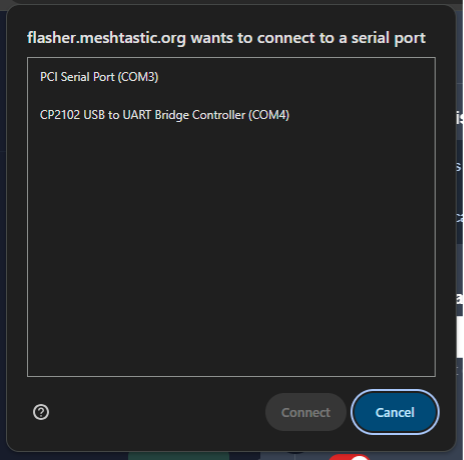 flasher.meshtastic.org wants to connect to a serial port
PCI Serial Port (COM3)
CP2102 USB to UART Bridge Controller (COM4)
Connect
Cancel